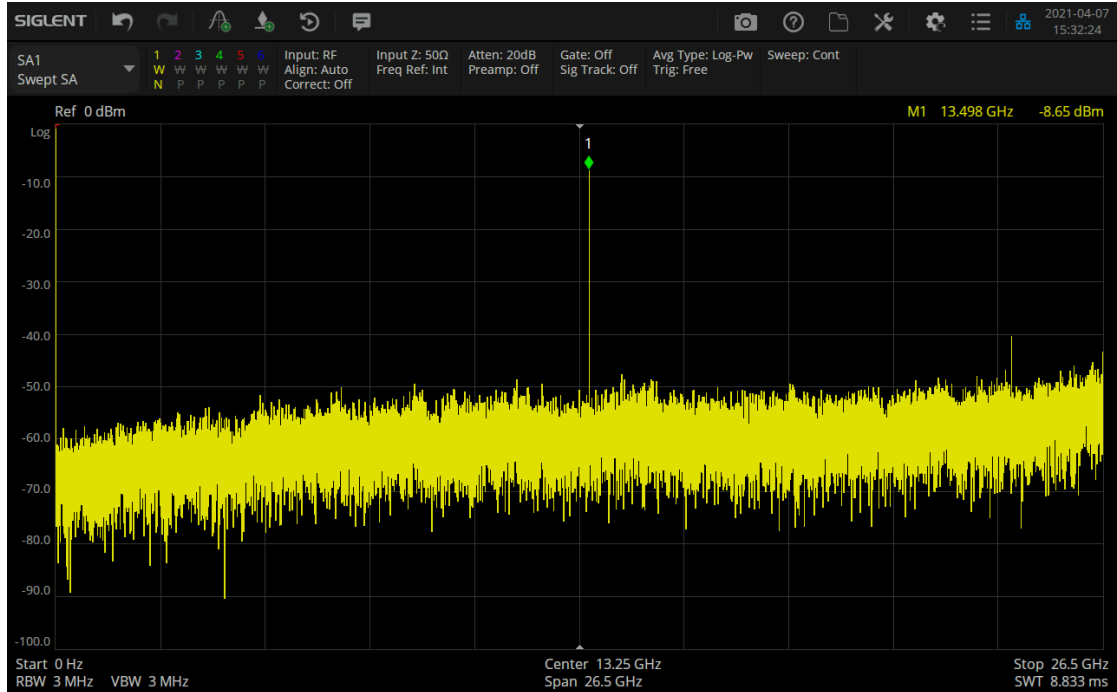 SIGLENT
2021-04-07
15:32:24
SA1
Swept SA
1 2 3 4 5 6
W W W W W W
N P P P P P
Input: RF
Align: Auto
Correct: Off
Input Z: 50Ω
Freq Ref: Int
Atten: 20dB
Preamp: Off
Gate: Off
Sig Track: Off
Avg Type: Log-Pw
Trig: Free
Sweep: Cont
Ref 0 dBm
M1 13.498 GHz -8.65 dBm
Log
1
-10.0
-20.0
-30.0
-40.0
-50.0
-60.0
-70.0
-80.0
-90.0
-100.0
Start 0 Hz
Center 13.25 GHz
Stop 26.5 GHz
RBW 3 MHz VBW 3 MHz
Span 26.5 GHz
SWT 8.833 ms